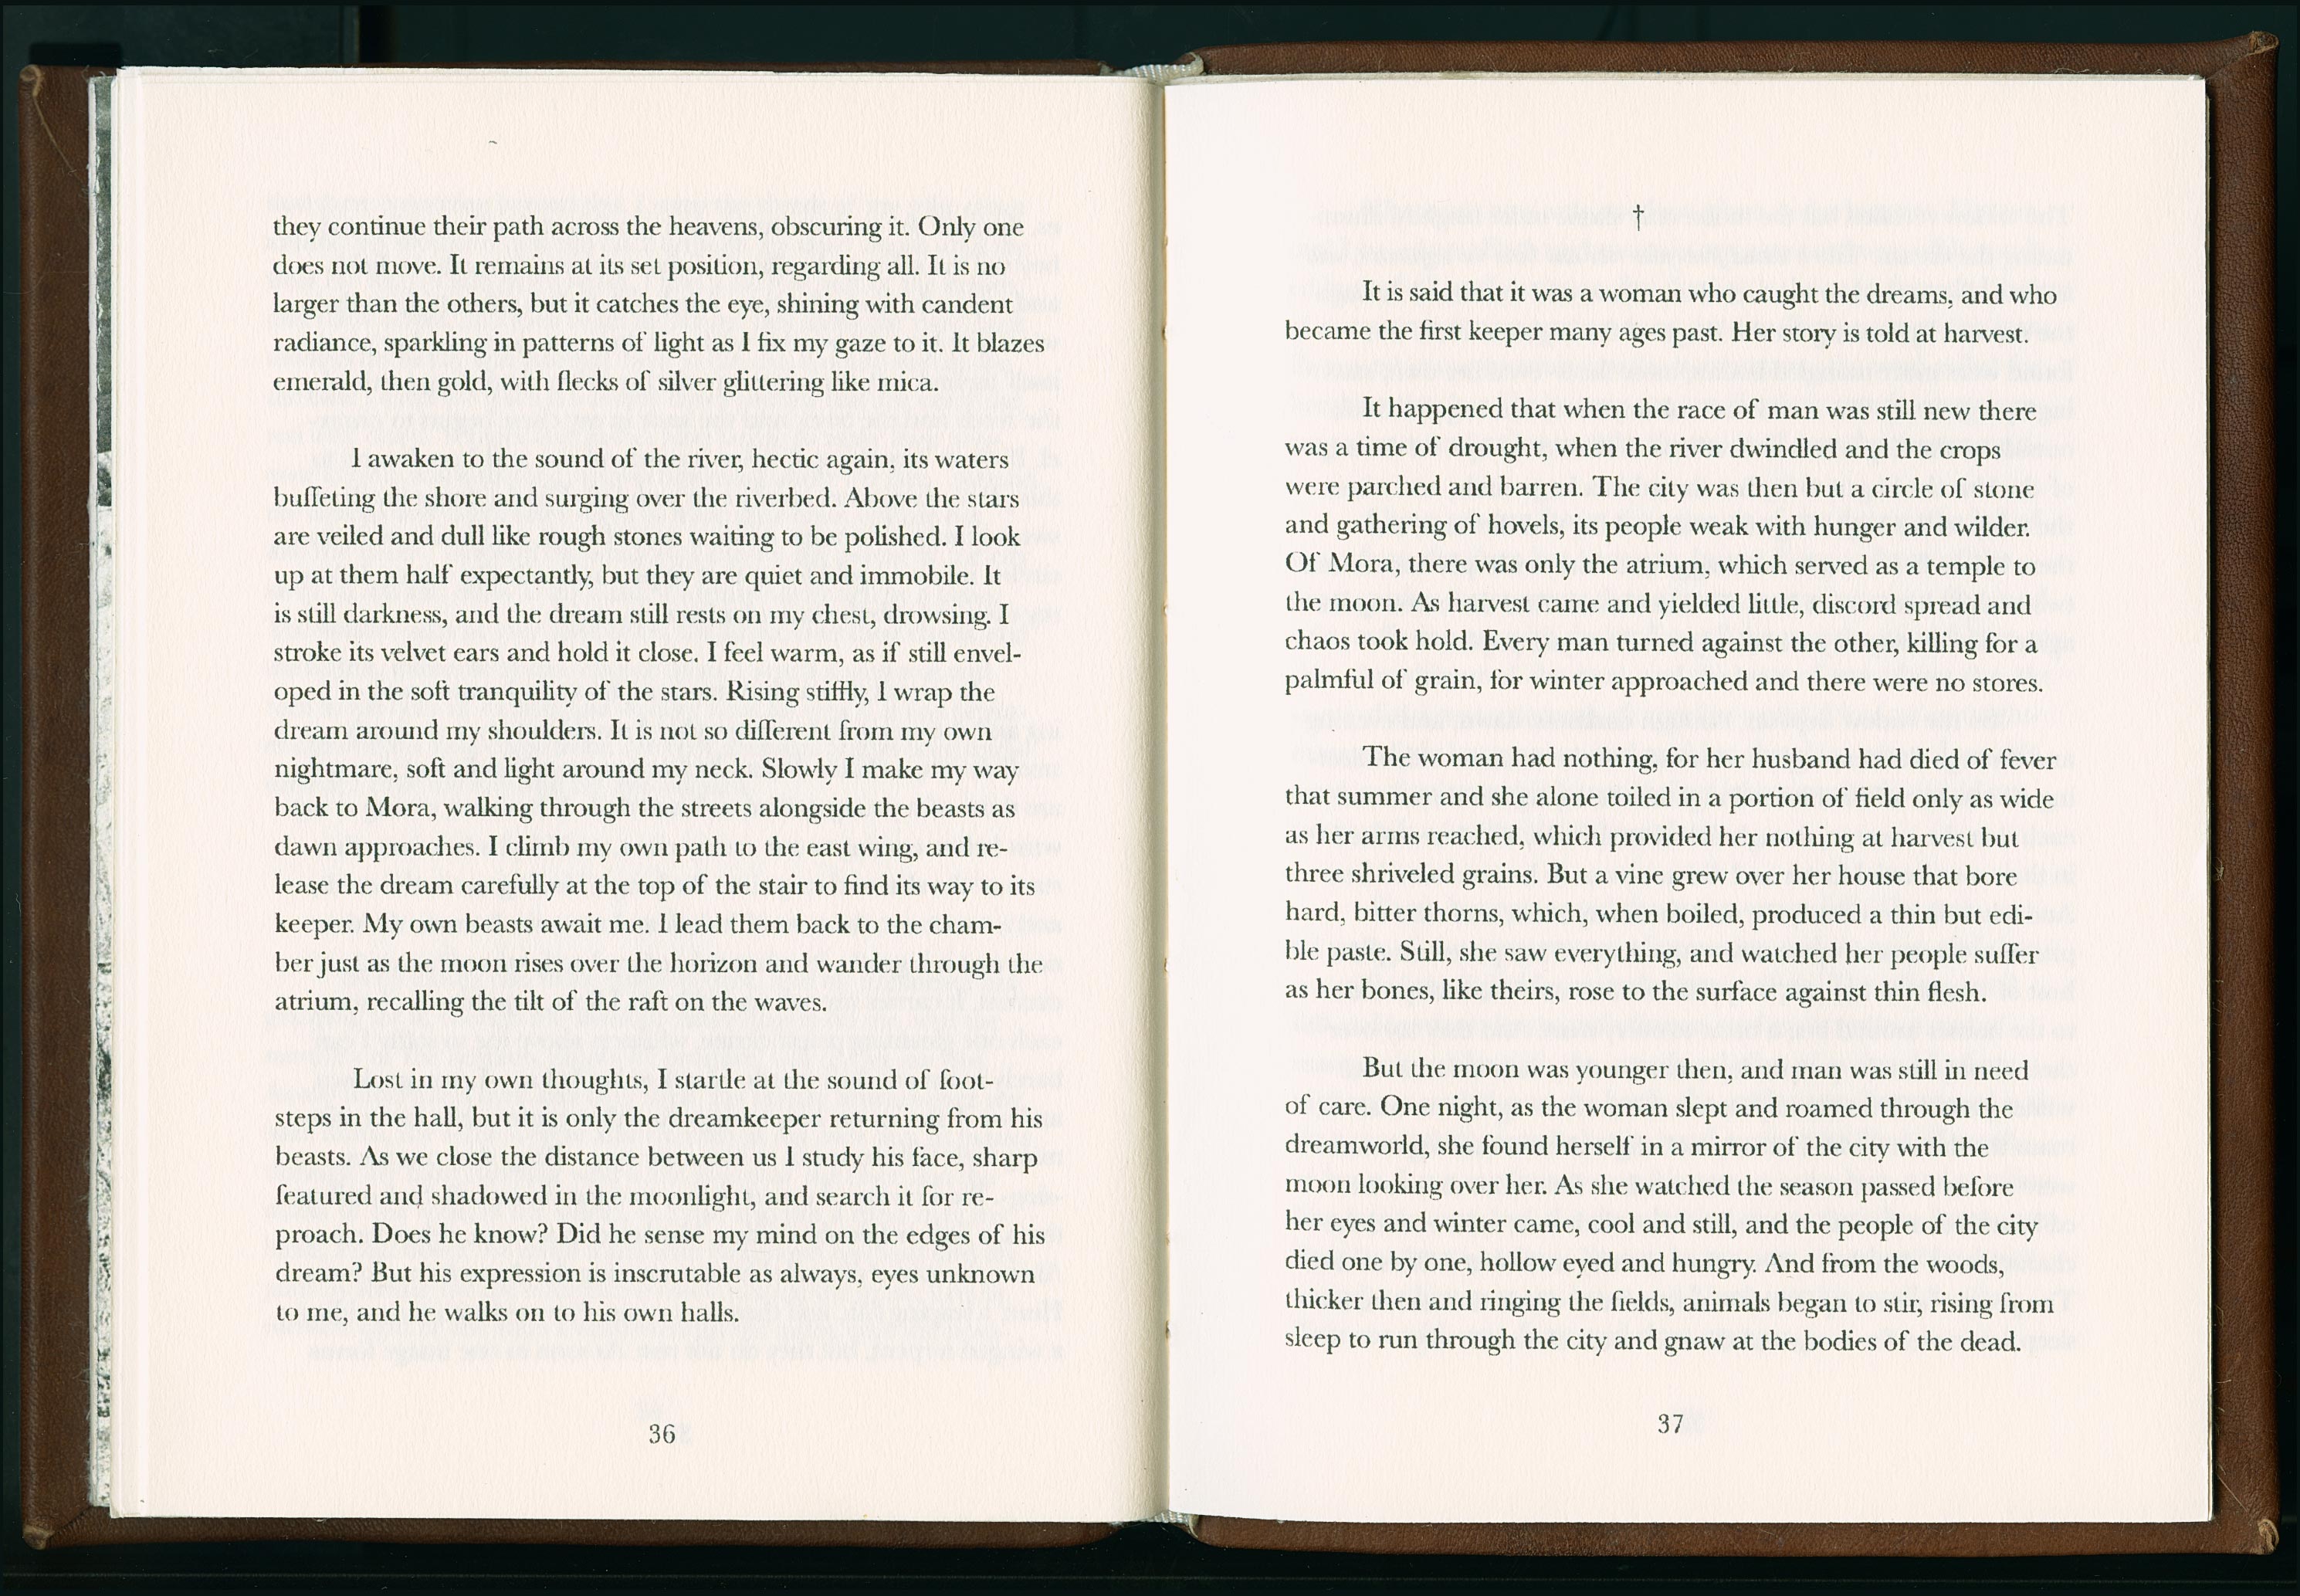 they continue their path across the heavens, obscuring it. Only one
does not move. It remains at its set position, regarding all. It is no
larger than the others, but it catches the eye, shining with candent
radiance, sparkling in patterns of light as I fix my gaze to it. It blazes
emerald, then gold, with flecks of silver glittering like mica.
I awaken to the sound of the river, hectic again, its waters
buffeting the shore and surging over the riverbed. Above the stars
are veiled and dull like rough stones waiting to be polished. I look
up at them half expectantly, but they are quiet and immobile. It
is still darkness, and the dream still rests on my chest, drowsing. I
stroke its velvet ears and hold it close. I feel warm, as if still envel-
oped in the soft tranquility of the stars. Rising stiffly, I wrap the
dream around my shoulders. It is not so different from my own
nightmare, soft and light around my neck. Slowly I make my way
back to Mora, walking through the streets alongside the beasts as
dawn approaches. I climb my own path to the east wing, and re-
lease the dream carefully at the top of the stair to find its way to its
keeper. My own beasts await me. I lead them back to the cham-
ber just as the moon rises over the horizon and wander through the
atrium, recalling the tilt of the raft on the waves.
Lost in my own thoughts, I startle at the sound of foot-
steps in the hall, but it is only the dreamkeeper returning from his
beasts. As we close the distance between us I study his face, sharp
featured and shadowed in the moonlight, and search it for re-
proach. Does he know? Did he sense my mind on the edges of his
dream? But his expression is inscrutable as always, eyes unknown
to me, and he walks on to his own halls.
36
†
It is said that it was a woman who caught the dreams, and who
became the first keeper many ages past. Her story is told at harvest.
It happened that when the race of man was still new there
was a time of drought, when the river dwindled and the crops
were parched and barren. The city was then but a circle of stone
and gathering of hovels, its people weak with hunger and wilder.
Of Mora, there was only the atrium, which served as a temple to
the moon. As harvest came and yielded little, discord spread and
chaos took hold. Every man turned against the other, killing for a
palmful of grain, for winter approached and there were no stores.
The woman had nothing, for her husband had died of fever
that summer and she alone toiled in a portion of field only as wide
as her arms reached, which provided her nothing at harvest but
three shriveled grains. But a vine grew over her house that bore
hard, bitter thorns, which, when boiled, produced a thin but edi-
ble paste. Still, she saw everything, and watched her people suffer
as her bones, like theirs, rose to the surface against thin flesh.
But the moon was younger then, and man was still in need
of care. One night, as the woman slept and roamed through the
dreamworld, she found herself in a mirror of the city with the
moon looking over her. As she watched the season passed before
her eyes and winter came, cool and still, and the people of the city
died one by one, hollow eyed and hungry. And from the woods,
thicker then and ringing the fields, animals began to stir, rising from
sleep to run through the city and gnaw at the bodies of the dead.
37